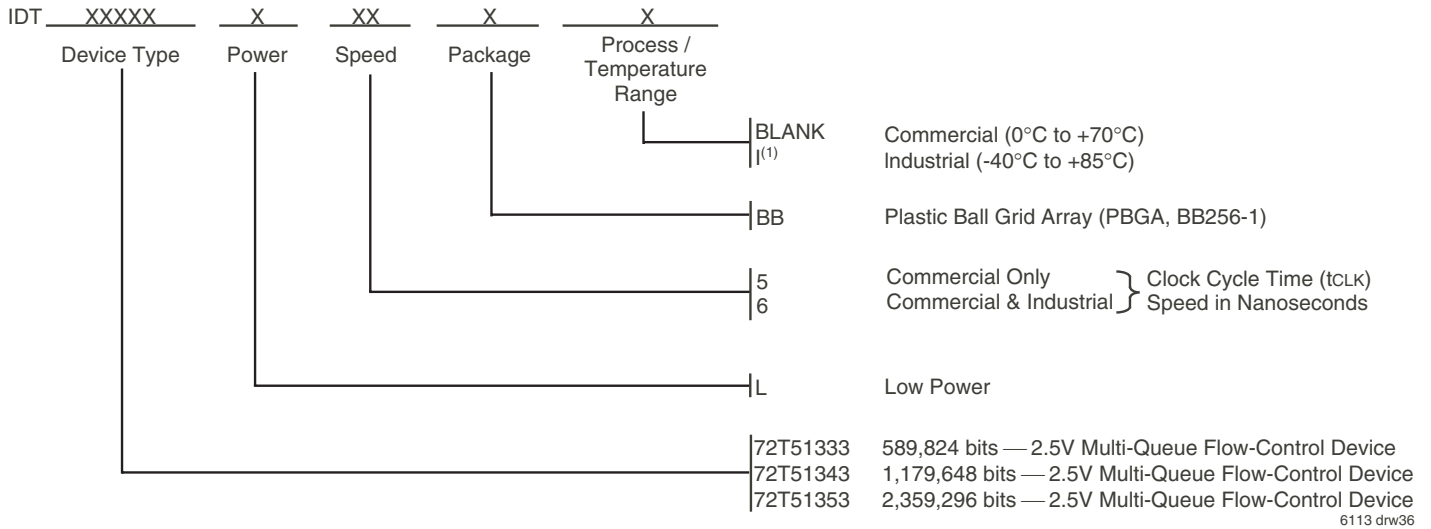 IDT XXXXX X XX X X
Device Type Power Speed Package Process / Temperature Range
BLANK Commercial (0°C to +70°C)
I(1) Industrial (-40°C to +85°C)
BB Plastic Ball Grid Array (PBGA, BB256-1)
5 Commercial Only Clock Cycle Time (tCLK)
6 Commercial & Industrial Speed in Nanoseconds
L Low Power
72T51333 589,824 bits — 2.5V Multi-Queue Flow-Control Device
72T51343 1,179,648 bits — 2.5V Multi-Queue Flow-Control Device
72T51353 2,359,296 bits — 2.5V Multi-Queue Flow-Control Device
6113 drw36